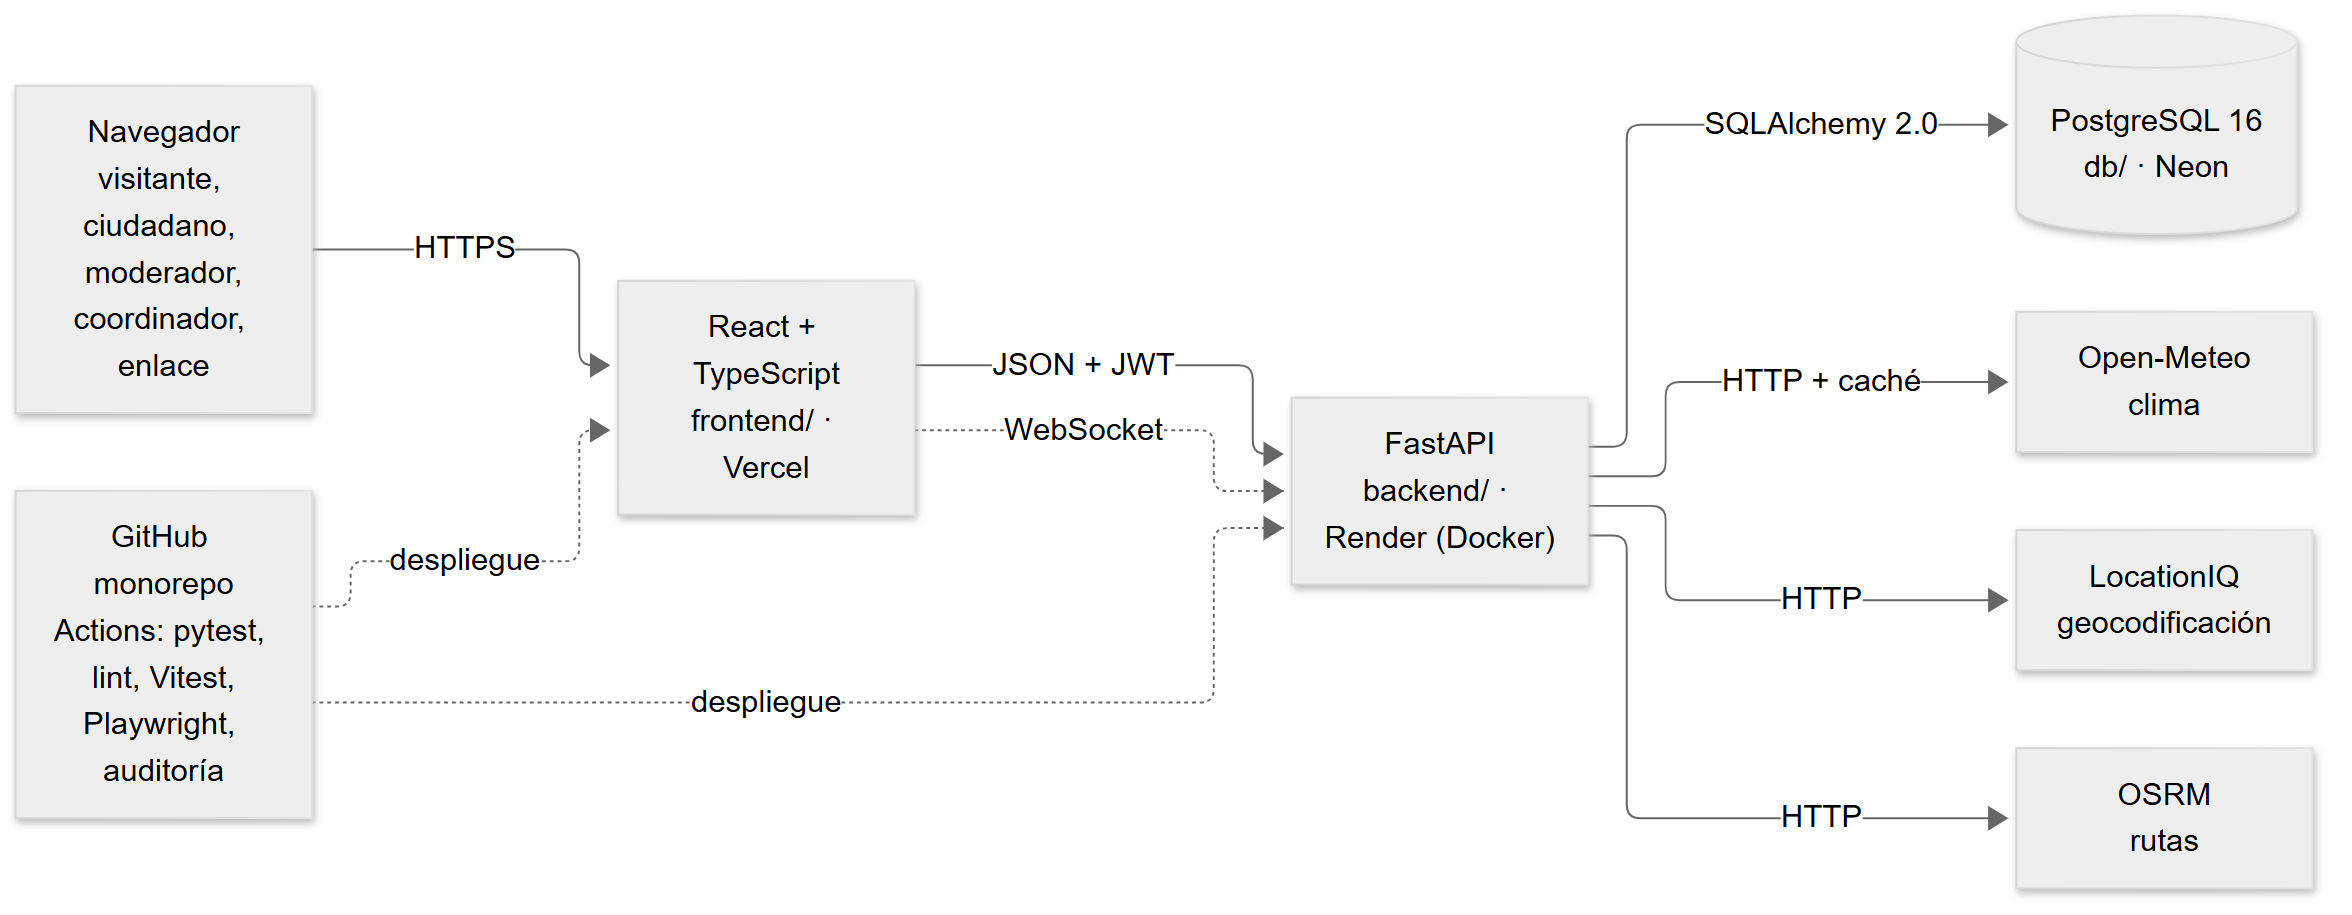 Navegador
visitante,
ciudadano,
moderador,
coordinador,
enlace
HTTPS
GitHub
monorepo
Actions: pytest,
lint, Vitest,
Playwright,
auditoría
despliegue
despliegue
React +
TypeScript
frontend/ ·
Vercel
JSON + JWT
WebSocket
FastAPI
backend/ ·
Render (Docker)
SQLAlchemy 2.0
HTTP + caché
HTTP
HTTP
PostgreSQL 16
db/ · Neon
Open-Meteo
clima
LocationIQ
geocodificación
OSRM
rutas